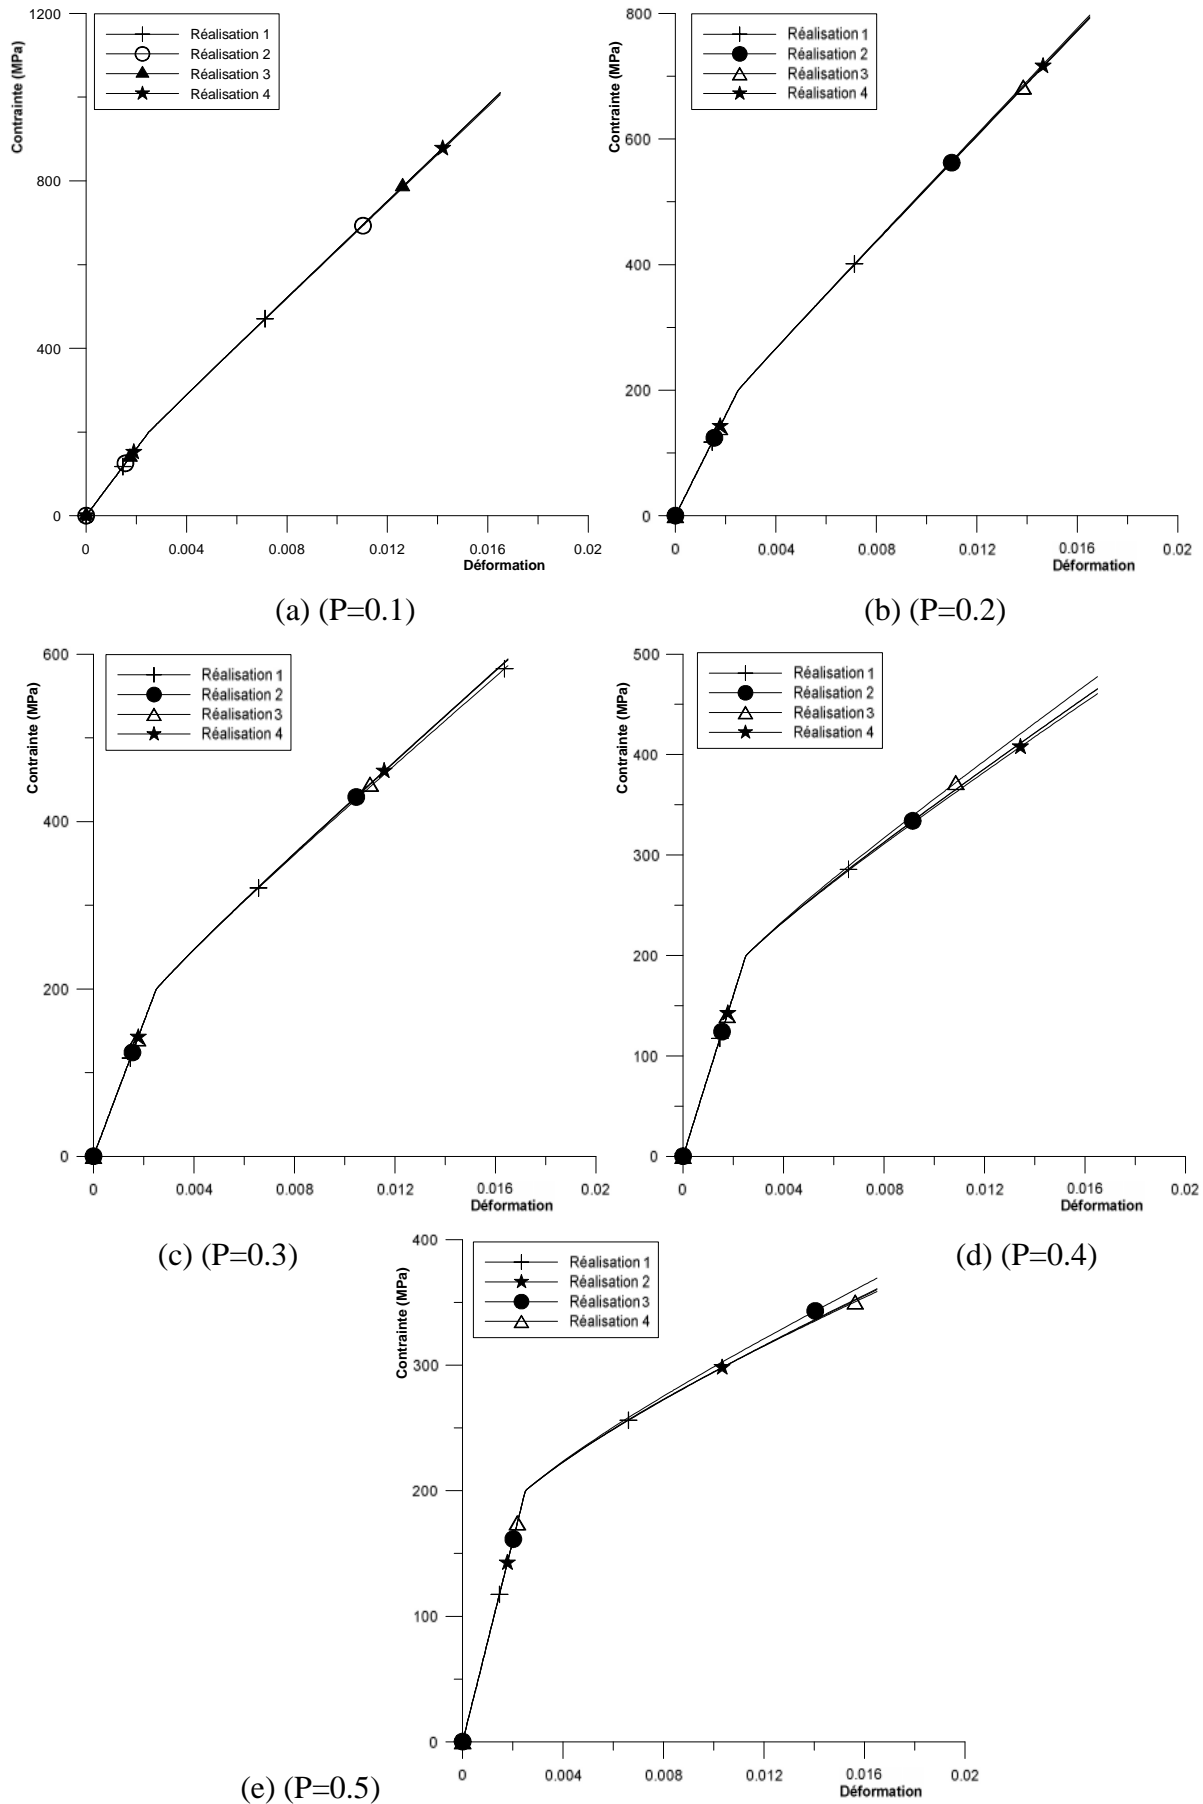 1200
800
400
0
Contrainte (MPa)
Réalisation 1
Réalisation 2
Réalisation 3
Réalisation 4
0 0.004 0.008 0.012 0.016 0.02
Déformation
(a) (P=0.1)
800
600
400
200
0
Contrainte (MPa)
Réalisation 1
Réalisation 2
Réalisation 3
Réalisation 4
0 0.004 0.008 0.012 0.016 0.02
Déformation
(b) (P=0.2)
600
400
200
0
Contrainte (MPa)
Réalisation 1
Réalisation 2
Réalisation 3
Réalisation 4
0 0.004 0.008 0.012 0.016 0.02
Déformation
(c) (P=0.3)
500
400
300
200
100
0
Contrainte (MPa)
Réalisation 1
Réalisation 2
Réalisation 3
Réalisation 4
0 0.004 0.008 0.012 0.016 0.02
Déformation
(d) (P=0.4)
400
300
200
100
0
Contrainte (MPa)
Réalisation 1
Réalisation 2
Réalisation 3
Réalisation 4
0 0.004 0.008 0.012 0.016 0.02
Déformation
(e) (P=0.5)